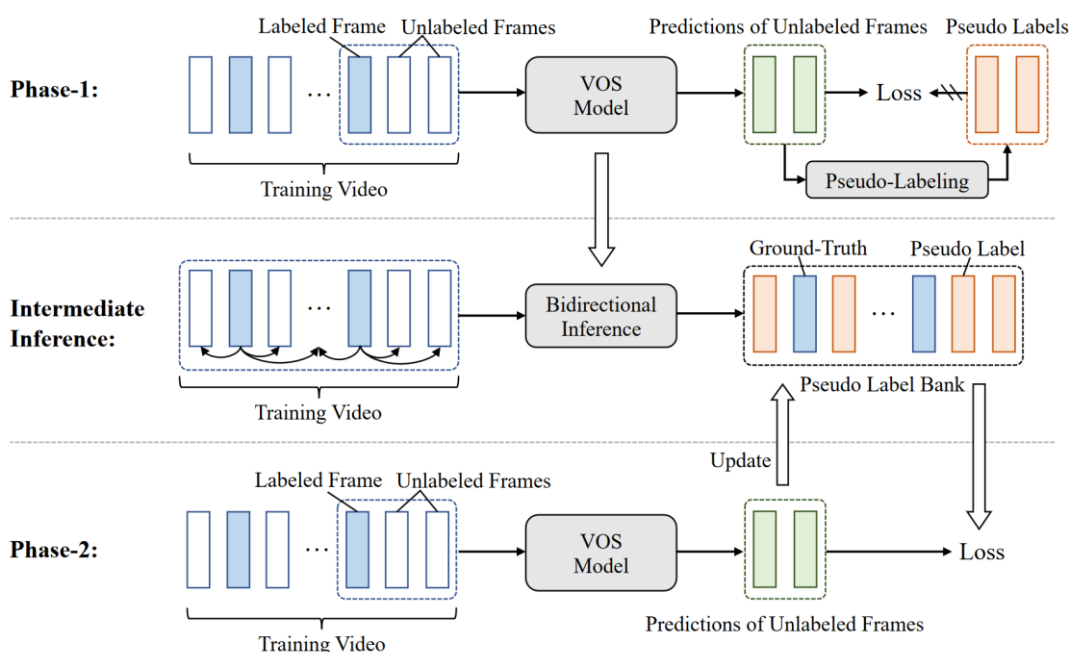 Labeled Frame
Unlabeled Frames
Predictions of Unlabeled Frames
Pseudo Labels
Phase-1:
...
VOS
Model
Loss
Training Video
Pseudo-Labeling
Ground-Truth
Pseudo Label
Intermediate
Inference:
...
Bidirectional
Inference
...
Training Video
Pseudo Label Bank
Update
Labeled Frame
Unlabeled Frames
Phase-2:
...
VOS
Model
Loss
Training Video
Predictions of Unlabeled Frames